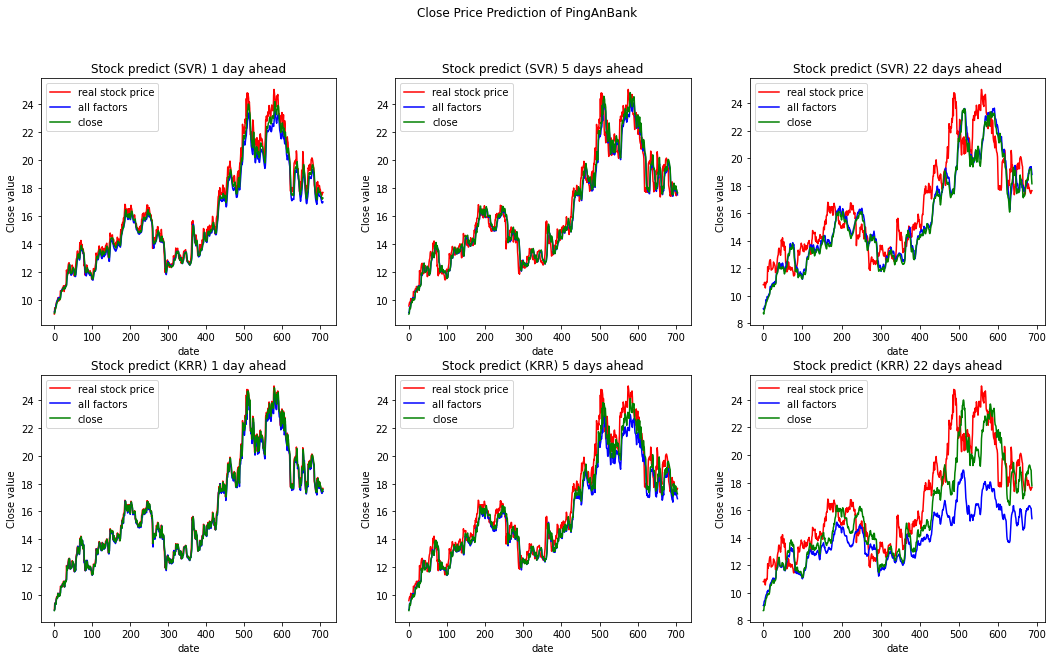 Close Price Prediction of PingAnBank
Stock predict (SVR) 1 day ahead
real stock price
all factors
close
Close value
24
22
20
18
16
14
12
10
0 100 200 300 400 500 600 700
date
Stock predict (SVR) 5 days ahead
real stock price
all factors
close
Close value
24
22
20
18
16
14
12
10
0 100 200 300 400 500 600 700
date
Stock predict (SVR) 22 days ahead
real stock price
all factors
close
Close value
24
22
20
18
16
14
12
10
8
0 100 200 300 400 500 600 700
date
Stock predict (KRR) 1 day ahead
real stock price
all factors
close
Close value
24
22
20
18
16
14
12
10
0 100 200 300 400 500 600 700
date
Stock predict (KRR) 5 days ahead
real stock price
all factors
close
Close value
24
22
20
18
16
14
12
10
0 100 200 300 400 500 600 700
date
Stock predict (KRR) 22 days ahead
real stock price
all factors
close
Close value
24
22
20
18
16
14
12
10
8
0 100 200 300 400 500 600 700
date